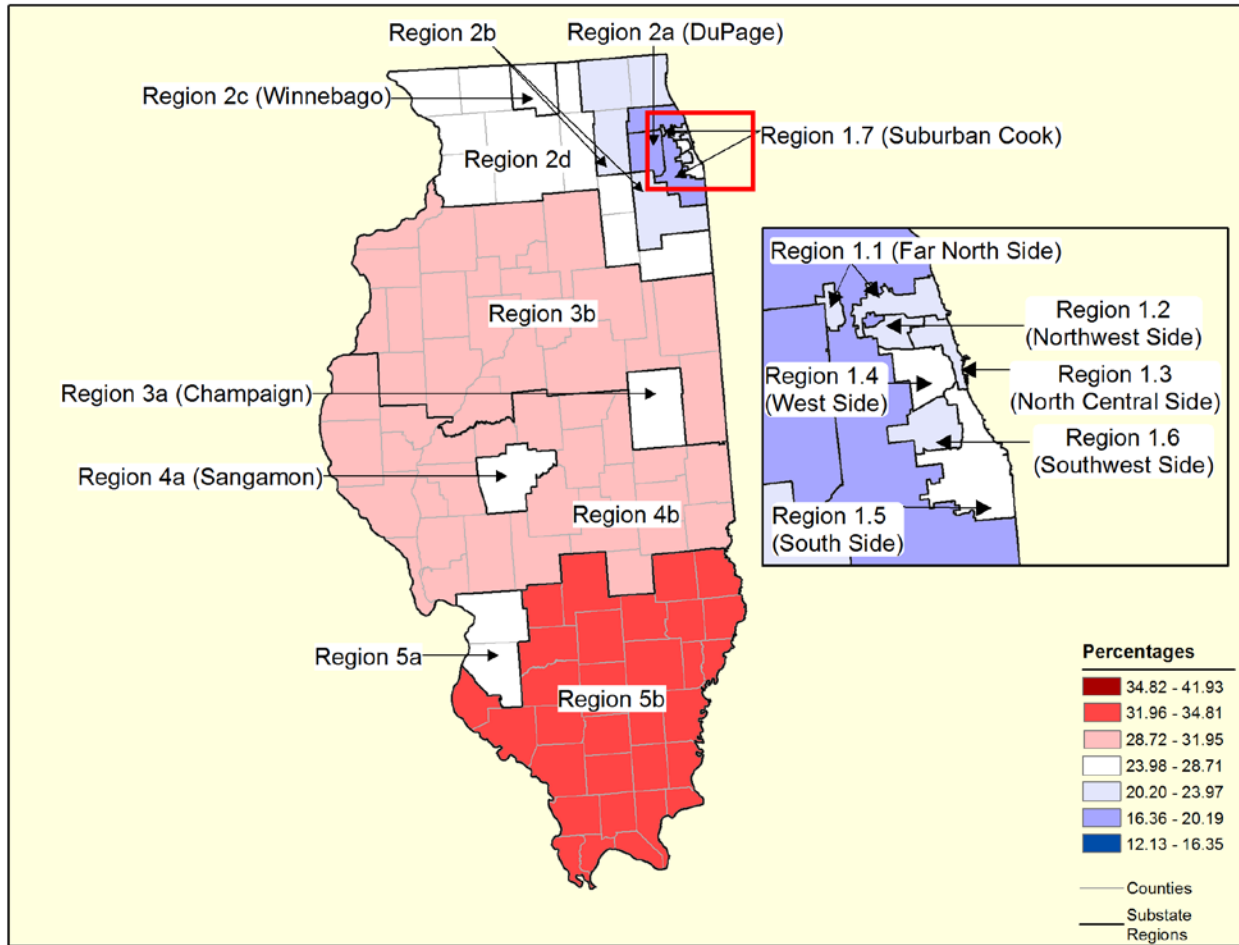 Region 2b
Region 2a (DuPage)
Region 2c (Winnebago)
Region 1.7 (Suburban Cook)
Region 2d
Region 1.1 (Far North Side)
Region 1.2
(Northwest Side)
Region 3b
Region 1.4
(West Side)
Region 1.3
(North Central Side)
Region 3a (Champaign)
Region 1.6
(Southwest Side)
Region 4a (Sangamon)
Region 4b
Region 1.5
(South Side)
Region 5a
Region 5b
Percentages
34.82 - 41.93
31.96 - 34.81
28.72 - 31.95
23.98 - 28.71
20.20 - 23.97
16.36 - 20.19
12.13 - 16.35
Counties
Substate
Regions